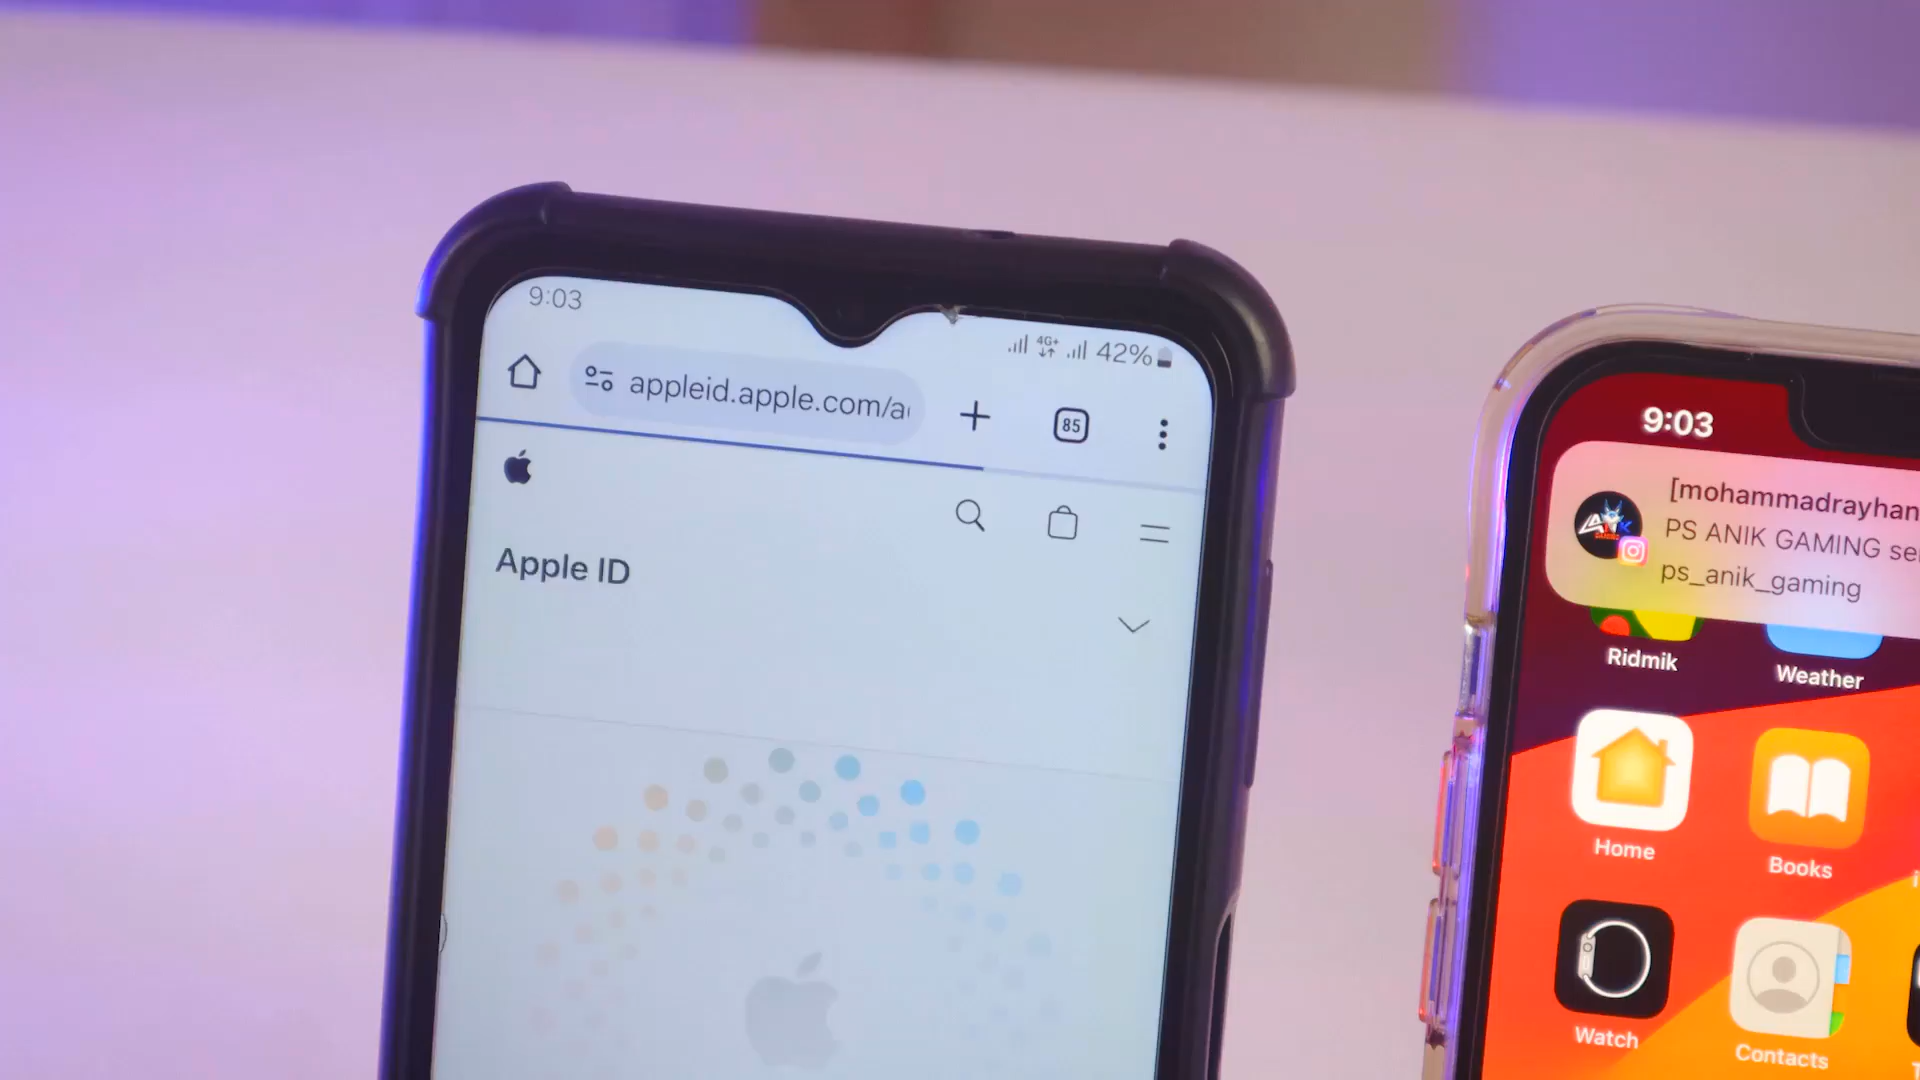 9:03
4G+ 42%
appleid.apple.com/a
85
Apple ID
9:03
[mohammadrayhan
PS ANIK GAMING se
ps_anik_gaming
Ridmik
Weather
Home
Books
Watch
Contacts